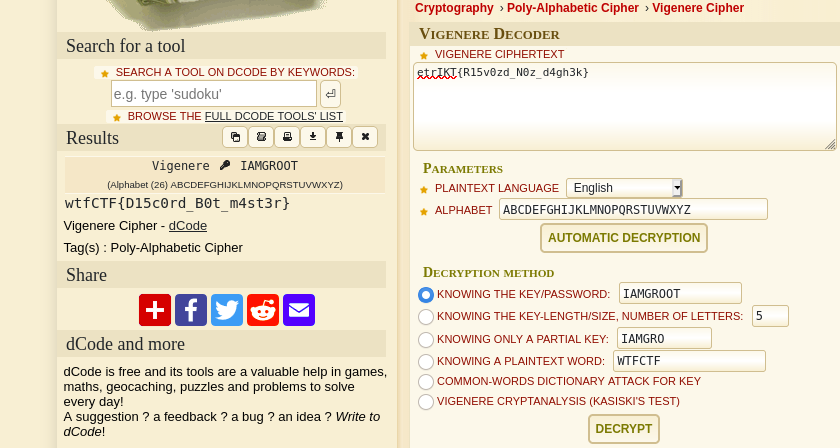 Search for a tool
SEARCH A TOOL ON DCODE BY KEYWORDS:
e.g. type 'sudoku'
BROWSE THE FULL DCODE TOOLS' LIST
Results
Vigenere IAMGROOT
(Alphabet (26) ABCDEFGHIJKLMNOPQRSTUVWXYZ)
wtfCTF{D15c0rd_B0t_m4st3r}
Vigenere Cipher - dCode
Tag(s) : Poly-Alphabetic Cipher
Share
dCode and more
dCode is free and its tools are a valuable help in games,
maths, geocaching, puzzles and problems to solve
every day!
A suggestion ? a feedback ? a bug ? an idea ? Write to
dCode!
Cryptography › Poly-Alphabetic Cipher › Vigenere Cipher
VIGENERE DECODER
VIGENERE CIPHERTEXT
etrIKT{R15v0zd_N0z_d4gh3k}
PARAMETERS
PLAINTEXT LANGUAGE English
ALPHABET ABCDEFGHIJKLMNOPQRSTUVWXYZ
AUTOMATIC DECRYPTION
DECRYPTION METHOD
KNOWING THE KEY/PASSWORD: IAMGROOT
KNOWING THE KEY-LENGTH/SIZE, NUMBER OF LETTERS: 5
KNOWING ONLY A PARTIAL KEY: IAMGRO
KNOWING A PLAINTEXT WORD: WTFCTF
COMMON-WORDS DICTIONARY ATTACK FOR KEY
VIGENERE CRYPTANALYSIS (KASISKI'S TEST)
DECRYPT